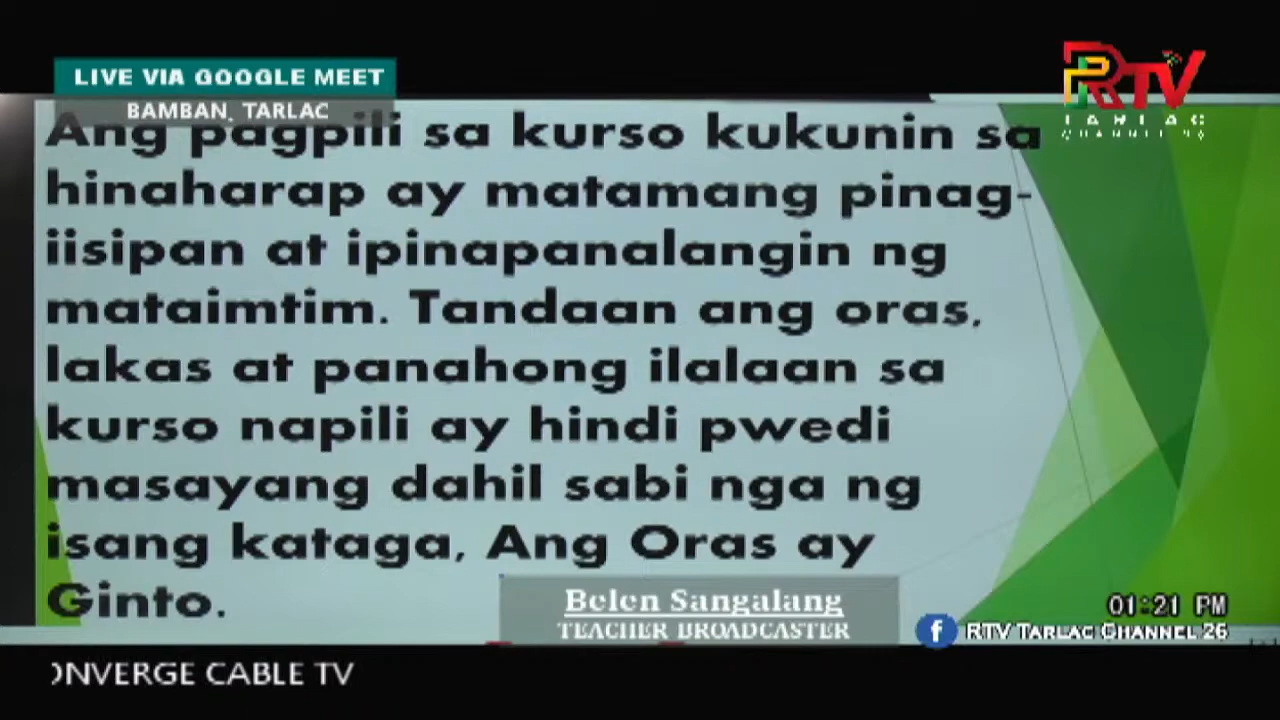 LIVE VIA GOOGLE MEET
BAMBAN, TARLAC
RTV
TARLAC
CHANNEL 26
Ang pagpili sa kurso kukunin sa
hinaharap ay matamang pinag-
iisipan at ipinapanalangin ng
mataimtim. Tandaan ang oras,
lakas at panahong ilalaan sa
kurso napili ay hindi pwedi
masayang dahil sabi nga ng
isang kataga, Ang Oras ay
Ginto.
Belen Sangalang
TEACHER BROADCASTER
01:21 PM
f RTV TARLAC CHANNEL 26
ONVERGE CABLE TV